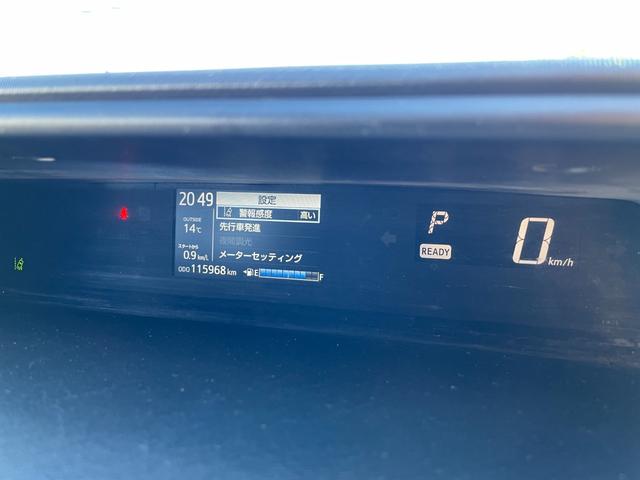 20 49
設定
警報感度 高い
OUTSIDE
14℃
先行車発進
夜間調光
スタートから
0.9 km/L
メーターセッティング
ODO 115968 km
E F
P
READY
0 km/h